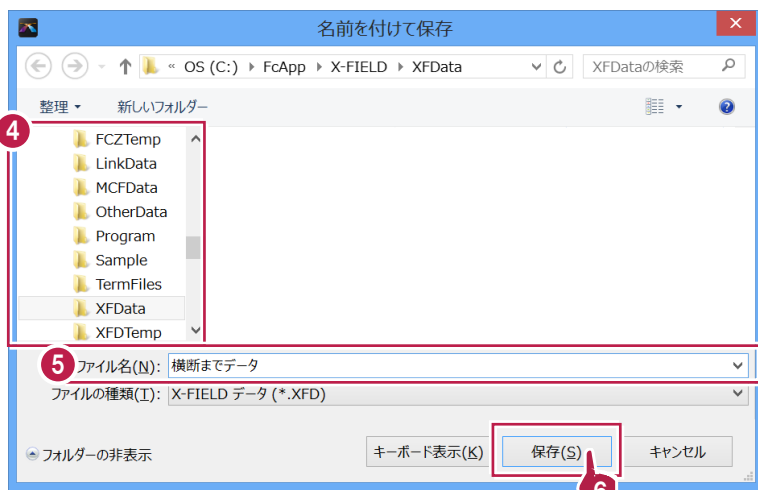 名前を付けて保存
« OS (C:) ▸ FcApp ▸ X-FIELD ▸ XFData XFDataの検索
整理 ▾ 新しいフォルダー
4
FCZTemp
LinkData
MCFData
OtherData
Program
Sample
TermFiles
XFData
XFDTemp
5 ファイル名(N): 横断までデータ
ファイルの種類(T): X-FIELD データ (*.XFD)
フォルダーの非表示 キーボード表示(K) 保存(S) キャンセル
6